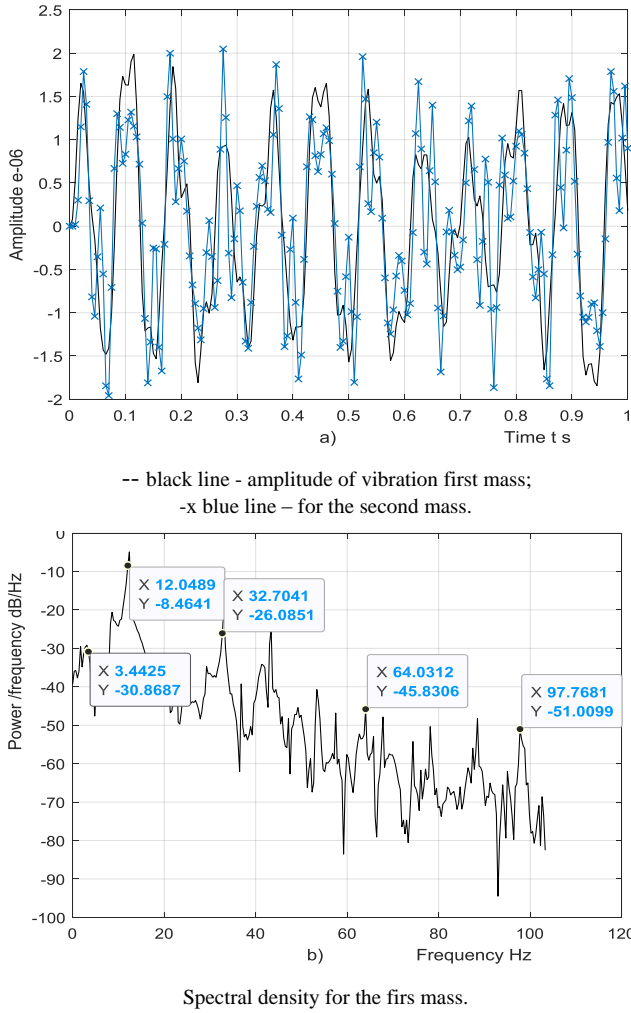 2.5
2
1.5
1
0.5
0
-0.5
-1
-1.5
-2
Amplitude e-06
0 0.1 0.2 0.3 0.4 0.5 0.6 0.7 0.8 0.9 1
a) Time t s
-- black line - amplitude of vibration first mass;
-x blue line – for the second mass.
0
-10
-20
-30
-40
-50
-60
-70
-80
-90
-100
Power /frequency dB/Hz
X 12.0489
Y -8.4641
X 32.7041
Y -26.0851
X 3.4425
Y -30.8687
X 64.0312
Y -45.8306
X 97.7681
Y -51.0099
0 20 40 60 80 100 120
b) Frequency Hz
Spectral density for the firs mass.